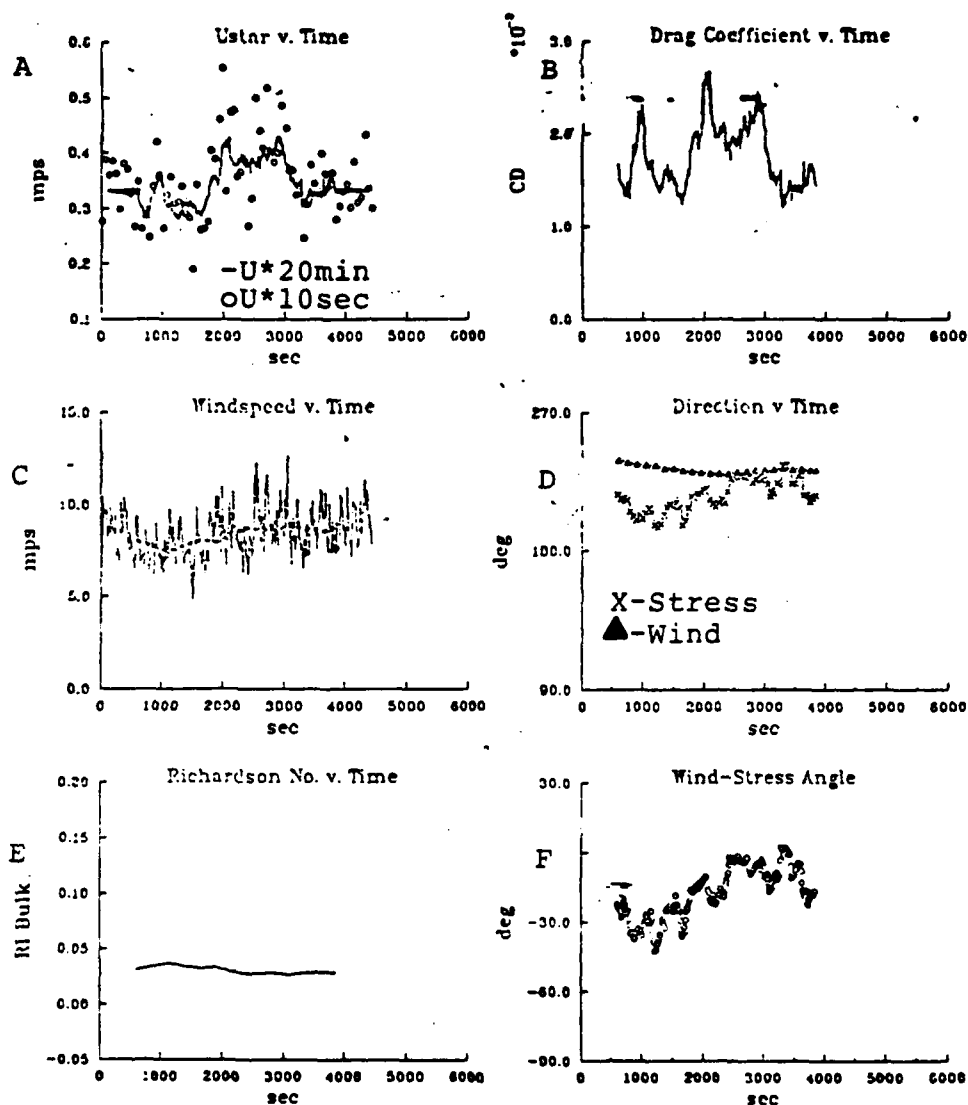 Ustar v. Time
A
mps
0.6
0.5
0.4
0.3
0.2
0.1
-U*20min
oU*10sec
0 1000 2000 3000 4000 5000 6000
sec
Drag Coefficient v. Time
B
*10⁻³
CD
3.0
1.0
0.0
0 1000 2000 3000 4000 5000 6000
sec
Windspeed v. Time
C
mps
15.0
10.0
5.0
0.0
0 1000 2000 3000 4000 5000 6000
sec
Direction v Time
D
deg
270.0
90.0
X-Stress
▲-Wind
0 1000 2000 3000 4000 5000 6000
sec
Richardson No. v. Time
E
RI Bulk
0.20
0.15
0.10
0.05
0.00
-0.05
0 1000 2000 3000 4000 5000 6000
sec
Wind-Stress Angle
F
deg
30.0
-30.0
-60.0
-90.0
0 1000 2000 3000 4000 5000 6000
sec